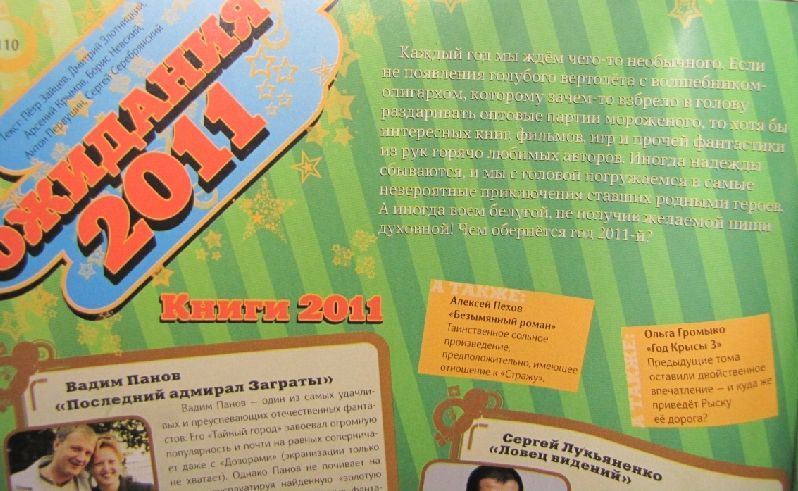 110
Текст: Петр Зайцев, Дмитрий Злотницкий,
Арсений Крымов, Борис Невский,
Антон Первушин, Сергей Серебрянский
ОЖИДАНИЯ
2011
Каждый год мы ждём чего-то необычного. Если
не появления голубого вертолёта с волшебником-
олигархом, которому зачем-то взбрело в голову
раздаривать оптовые партии мороженого, то хотя бы
интересных книг, фильмов, игр и прочей фантастики
из рук горячо любимых авторов. Иногда надежды
сбываются, и мы с головой погружаемся в самые
невероятные приключения ставших родными героев.
А иногда воем белугой, не получив желаемой пищи
духовной! Чем обернётся год 2011-й?
Книги 2011
А ТАКЖЕ:
Алексей Пехов
«Безымянный роман»
Таинственное сольное
произведение,
предположительно, имеющее
отношение к «Стражу».
А ТАКЖЕ:
Ольга Громыко
«Год Крысы 3»
Предыдущие тома
оставили двойственное
впечатление — и куда же
приведёт Рыску
её дорога?
Вадим Панов
«Последний адмирал Заграты»
Вадим Панов — один из самых удачли-
вых и преуспевающих отечественных фанта-
стов. Его «Тайный город» завоевал огромную
популярность и почти на равных соперничa-
ет даже с «Дозорами» (экранизации только
не хватает). Однако Панов не почивает на
эксплуатируя найденную «золотую
фанта-
Сергей Лукьяненко
«Ловец видений»